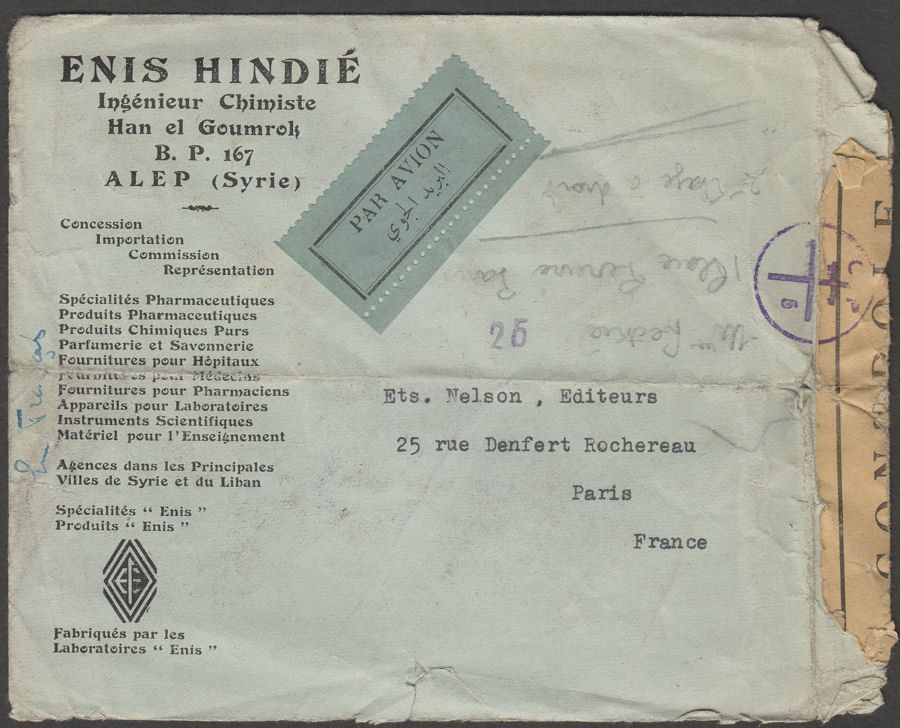 ENIS HINDIÉ
Ingénieur Chimiste
Han el Goumrok
B. P. 167
ALEP (Syrie)
Concession
Importation
Commission
Représentation
Spécialités Pharmaceutiques
Produits Pharmaceutiques
Produits Chimiques Purs
Parfumerie et Savonnerie
Fournitures pour Hôpitaux
Fournitures pour Médecins
Fournitures pour Pharmaciens
Appareils pour Laboratoires
Instruments Scientifiques
Matériel pour l'Enseignement
Agences dans les Principales
Villes de Syrie et du Liban
Spécialités “ Enis ”
Produits “ Enis ”
Fabriqués par les
Laboratoires “ Enis ”
PAR AVION
البريد الجوي
25
Ets. Nelson , Editeurs
25 rue Denfert Rochereau
Paris
France
CONTROLE